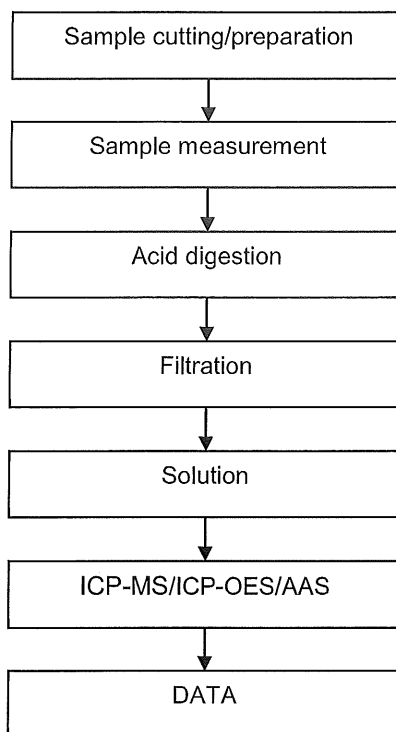 Sample cutting/preparation
Sample measurement
Acid digestion
Filtration
Solution
ICP-MS/ICP-OES/AAS
DATA